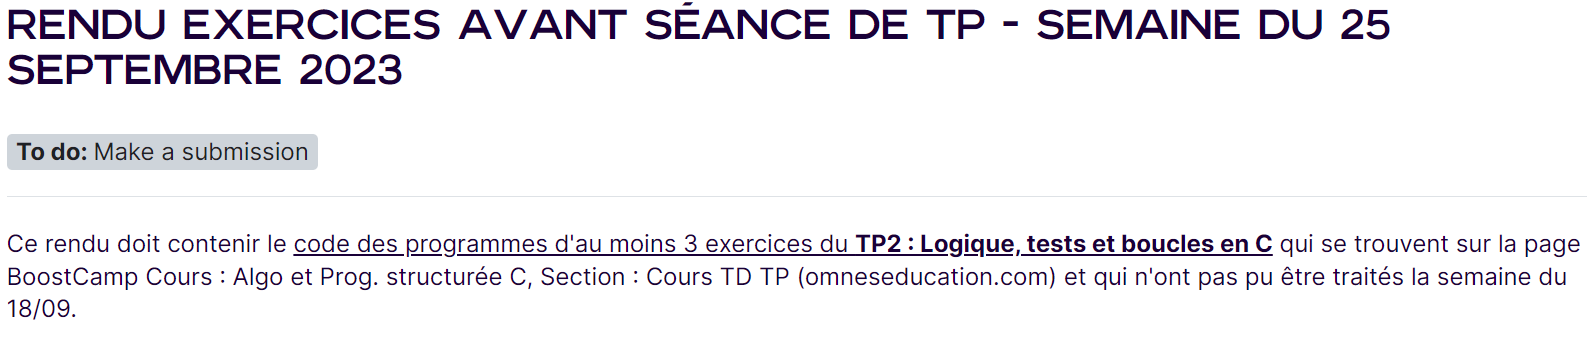 RENDU EXERCICES AVANT SÉANCE DE TP - SEMAINE DU 25
SEPTEMBRE 2023
To do: Make a submission
Ce rendu doit contenir le code des programmes d'au moins 3 exercices du TP2 : Logique, tests et boucles en C qui se trouvent sur la page
BoostCamp Cours : Algo et Prog. structurée C, Section : Cours TD TP (omneseducation.com) et qui n'ont pas pu être traités la semaine du
18/09.